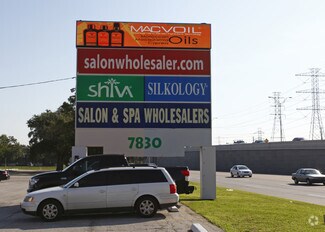 MACVOIL
Oils
salonwholesaler.com
shiva
SILKOLOGY
SALON & SPA WHOLESALERS
7830